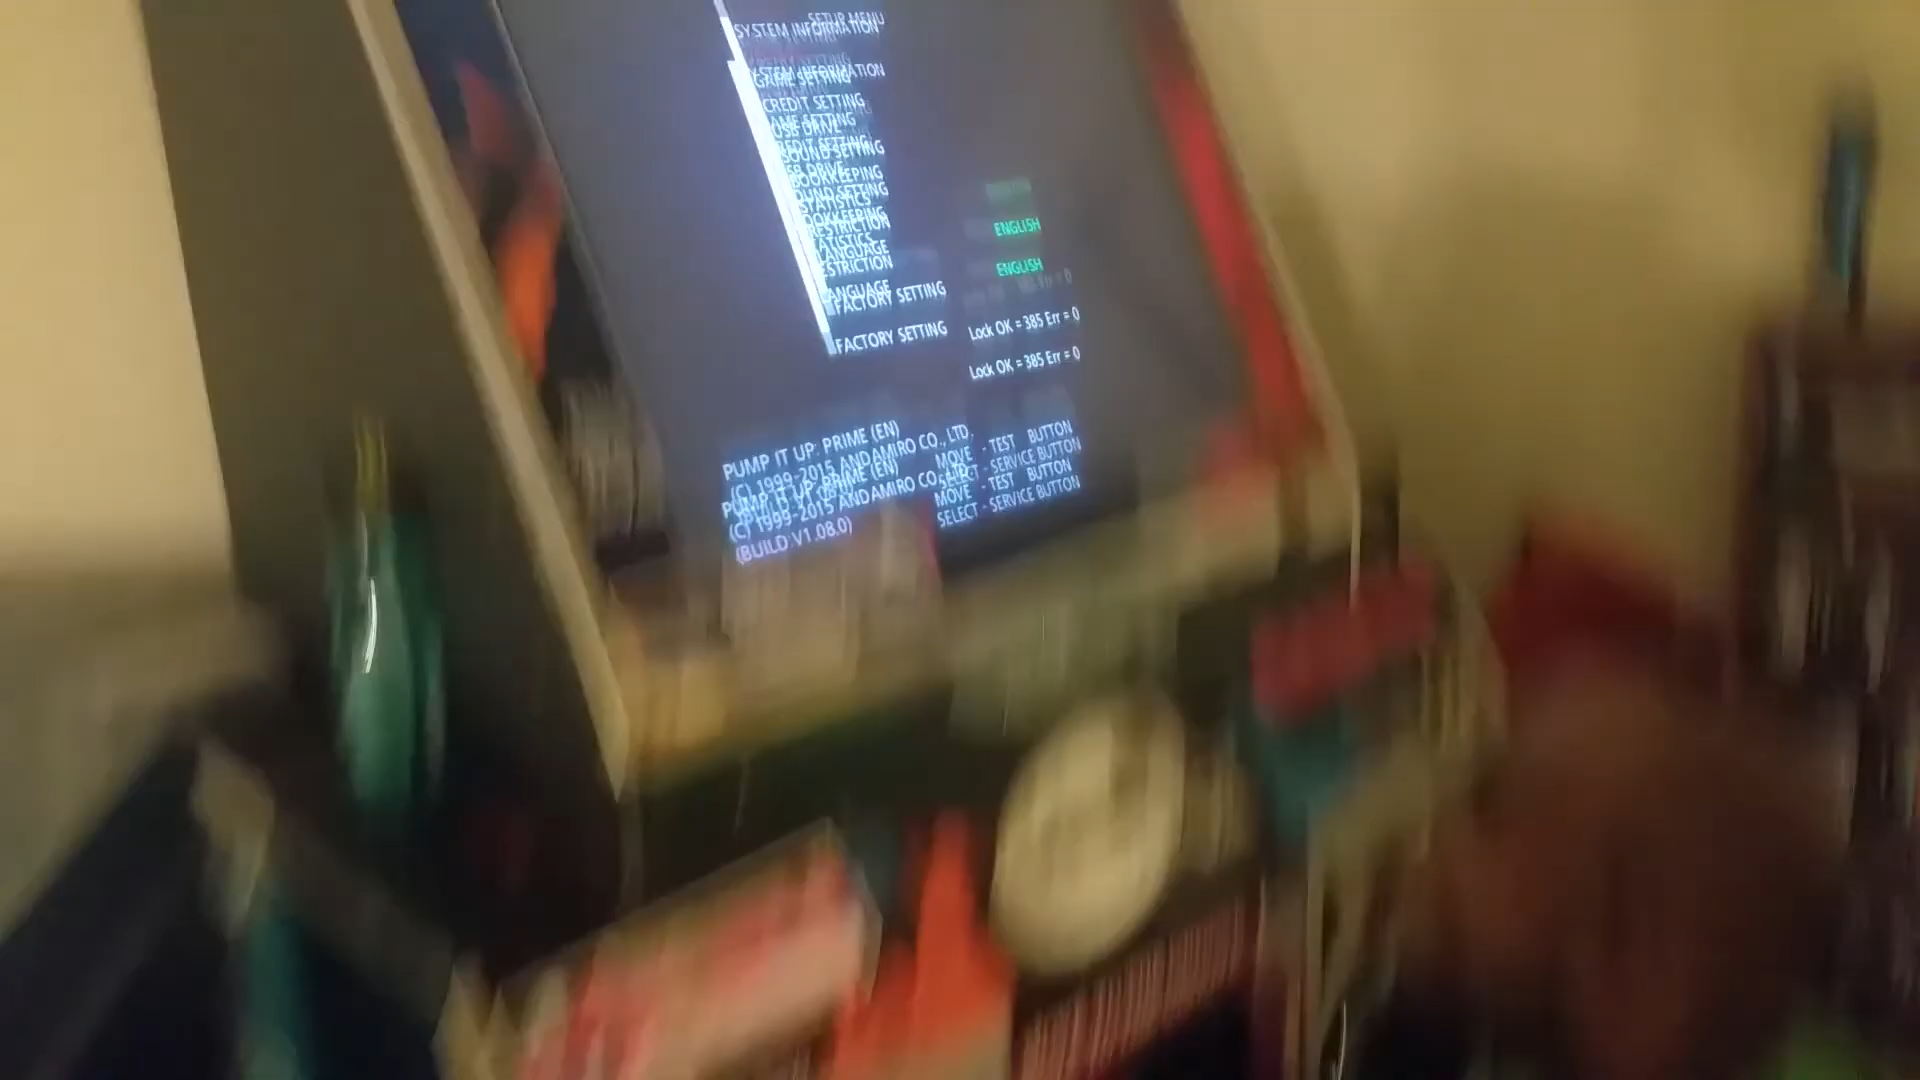 SETUP MENU
SYSTEM INFORMATION
GAME SETTING
CREDIT SETTING
USB DRIVE
SOUND SETTING
BOOKKEEPING
STATISTICS
RESTRICTION
LANGUAGE ENGLISH
FACTORY SETTING
Lock OK = 385 Err = 0
PUMP IT UP: PRIME (EN)
(C) 1999-2015 ANDAMIRO CO., LTD.
(BUILD:V1.08.0)
MOVE - TEST BUTTON
SELECT - SERVICE BUTTON